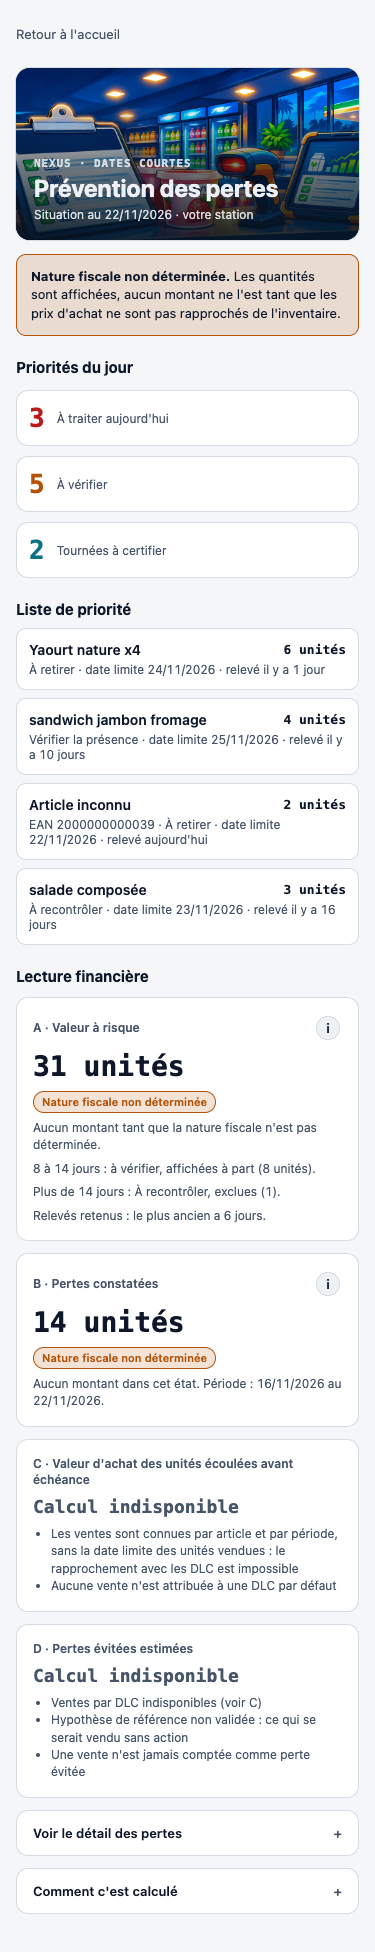 Retour à l'accueil
NEXUS · DATES COURTES
Prévention des pertes
Situation au 22/11/2026 · votre station
Nature fiscale non déterminée. Les quantités
sont affichées, aucun montant ne l'est tant que les
prix d'achat ne sont pas rapprochés de l'inventaire.
Priorités du jour
3 À traiter aujourd'hui
5 À vérifier
2 Tournées à certifier
Liste de priorité
Yaourt nature x4 6 unités
À retirer · date limite 24/11/2026 · relevé il y a 1 jour
sandwich jambon fromage 4 unités
Vérifier la présence · date limite 25/11/2026 · relevé il y
a 10 jours
Article inconnu 2 unités
EAN 2000000000039 · À retirer · date limite
22/11/2026 · relevé aujourd'hui
salade composée 3 unités
À recontrôler · date limite 23/11/2026 · relevé il y a 16
jours
Lecture financière
A · Valeur à risque i
31 unités
Nature fiscale non déterminée
Aucun montant tant que la nature fiscale n'est pas
déterminée.
8 à 14 jours : à vérifier, affichées à part (8 unités).
Plus de 14 jours : À recontrôler, exclues (1).
Relevés retenus : le plus ancien a 6 jours.
B · Pertes constatées i
14 unités
Nature fiscale non déterminée
Aucun montant dans cet état. Période : 16/11/2026 au
22/11/2026.
C · Valeur d'achat des unités écoulées avant
échéance
Calcul indisponible
• Les ventes sont connues par article et par période,
sans la date limite des unités vendues : le
rapprochement avec les DLC est impossible
• Aucune vente n'est attribuée à une DLC par défaut
D · Pertes évitées estimées
Calcul indisponible
• Ventes par DLC indisponibles (voir C)
• Hypothèse de référence non validée : ce qui se
serait vendu sans action
• Une vente n'est jamais comptée comme perte
évitée
Voir le détail des pertes +
Comment c'est calculé +